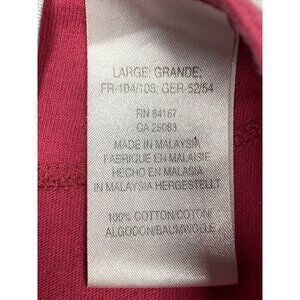 LARGE; GRANDE;
FR-104/108; GER-52/54
RN 84167
CA 25083
MADE IN MALAYSIA
FABRIQUE EN MALAISIE
HECHO EN MALASIA
IN MALAYSIA HERGESTELLT
100% COTTON/COTON/
ALGODON/BAUMWOLLE